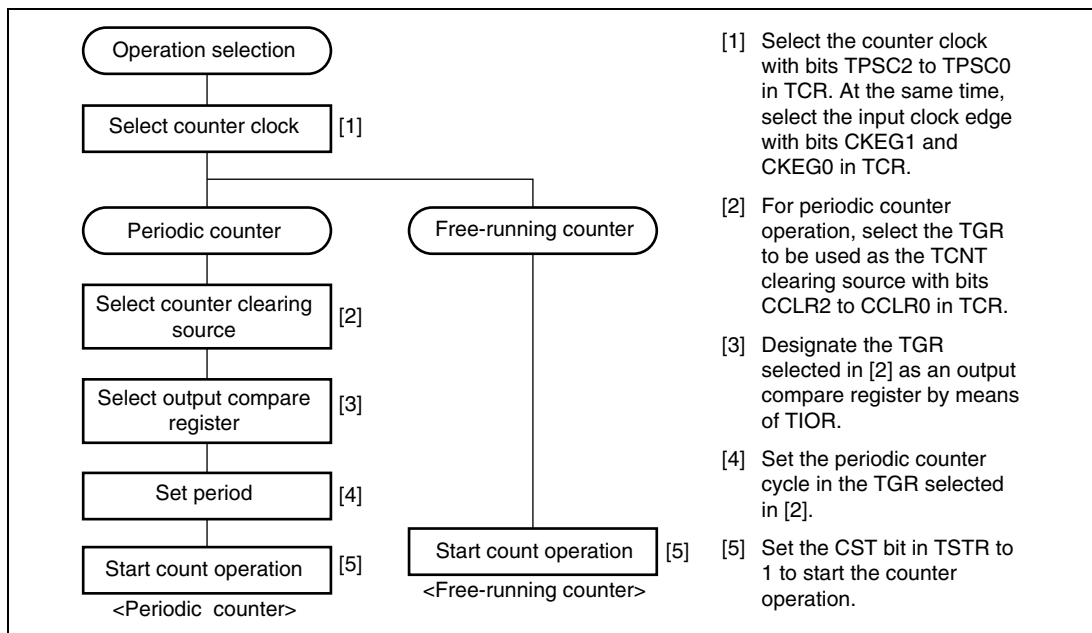 Operation selection
Select counter clock
[1]
Periodic counter
Free-running counter
Select counter clearing
source
[2]
Select output compare
register
[3]
Set period
[4]
Start count operation
[5]
<Periodic counter>
Start count operation
[5]
<Free-running counter>
[1] Select the counter clock
with bits TPSC2 to TPSC0
in TCR. At the same time,
select the input clock edge
with bits CKEG1 and
CKEG0 in TCR.
[2] For periodic counter
operation, select the TGR
to be used as the TCNT
clearing source with bits
CCLR2 to CCLR0 in TCR.
[3] Designate the TGR
selected in [2] as an output
compare register by means
of TIOR.
[4] Set the periodic counter
cycle in the TGR selected
in [2].
[5] Set the CST bit in TSTR to
1 to start the counter
operation.